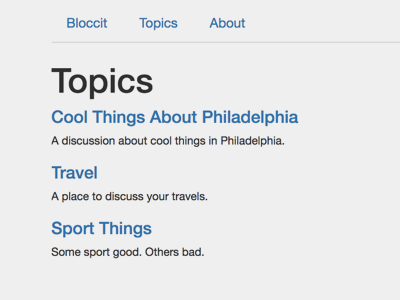 Bloccit Topics About
Topics
Cool Things About Philadelphia
A discussion about cool things in Philadelphia.
Travel
A place to discuss your travels.
Sport Things
Some sport good. Others bad.